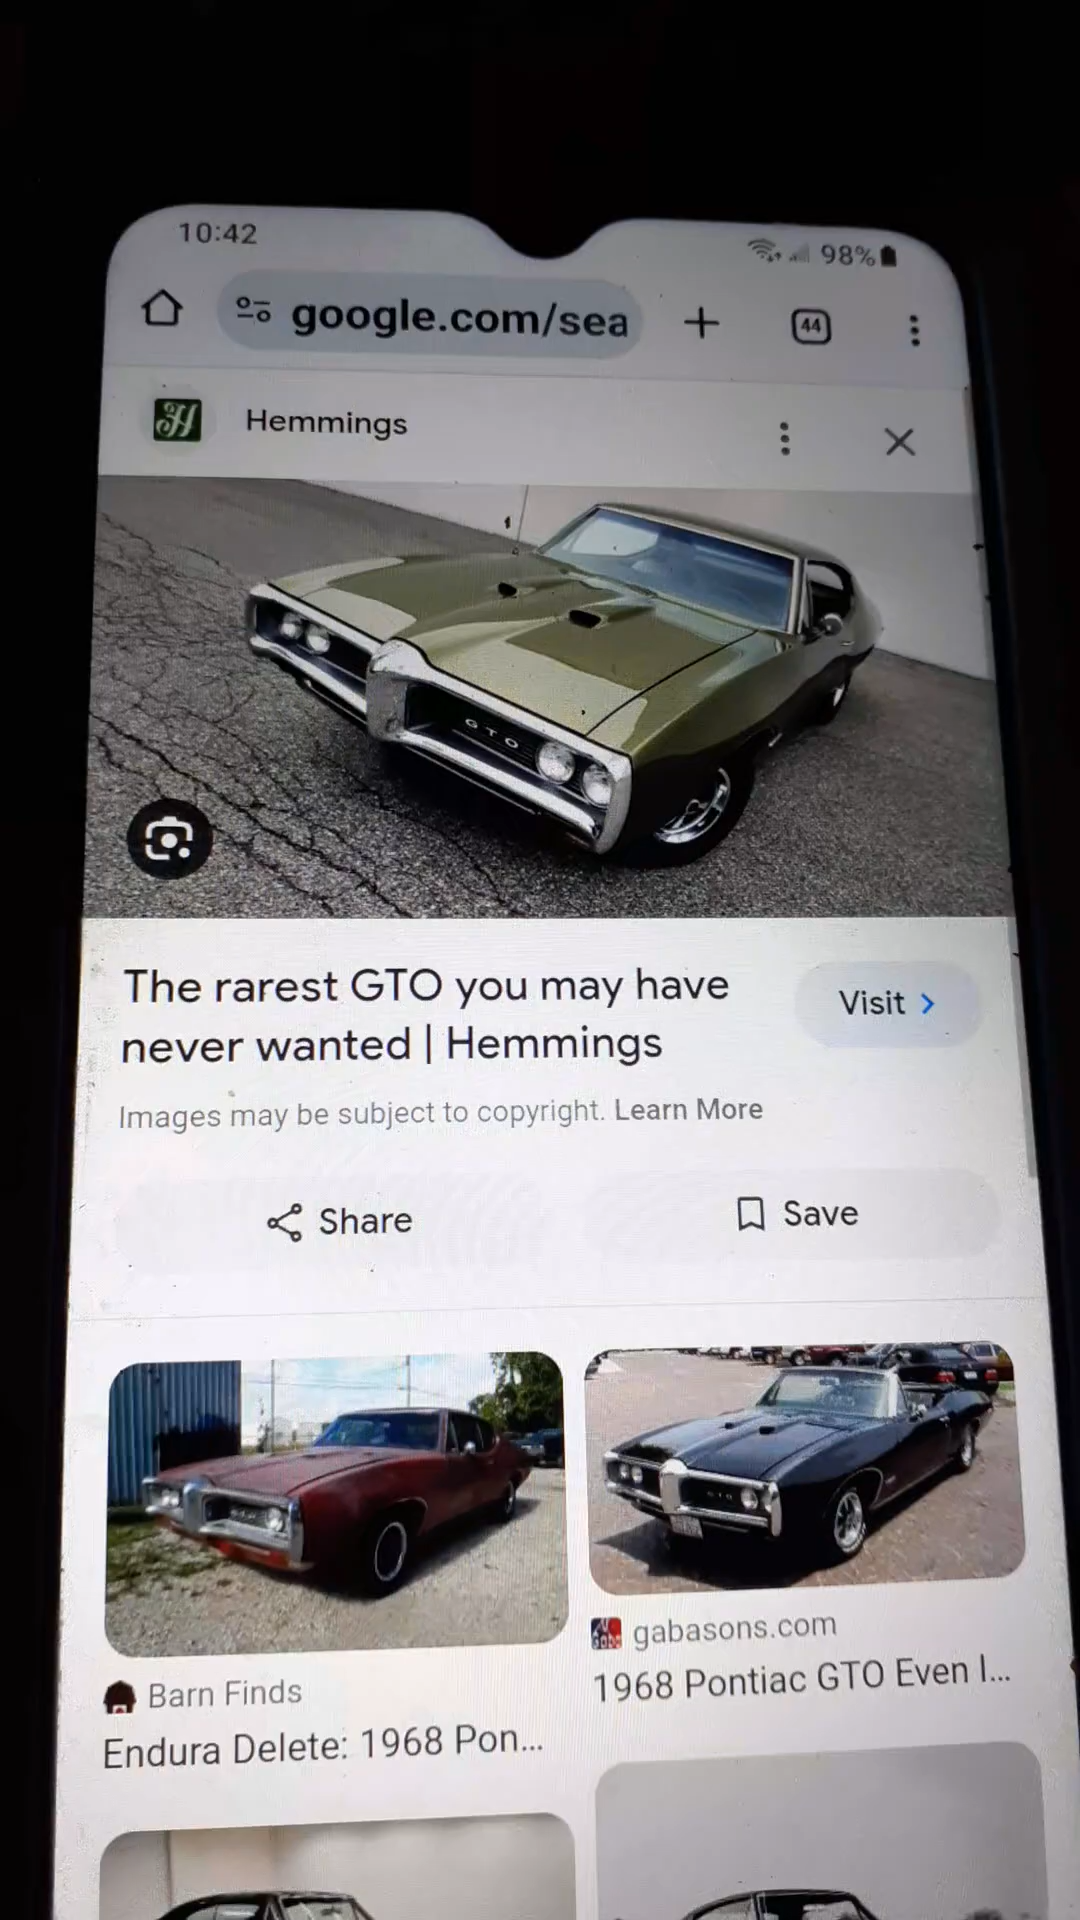 10:42
98%
google.com/sea
44
Hemmings
GTO
The rarest GTO you may have
never wanted | Hemmings
Visit
Images may be subject to copyright. Learn More
Share
Save
gabasons.com
1968 Pontiac GTO Even I...
Barn Finds
Endura Delete: 1968 Pon...